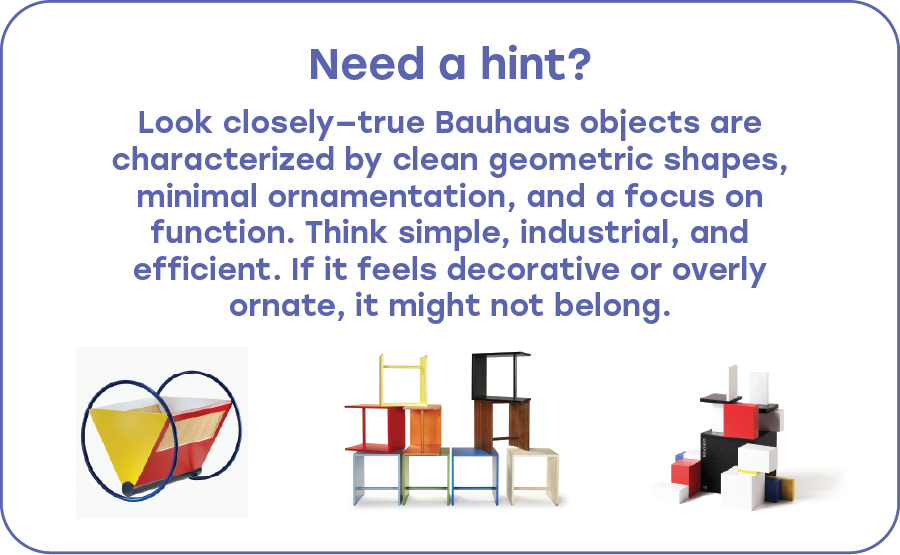 Need a hint?
Look closely—true Bauhaus objects are
characterized by clean geometric shapes,
minimal ornamentation, and a focus on
function. Think simple, industrial, and
efficient. If it feels decorative or overly
ornate, it might not belong.